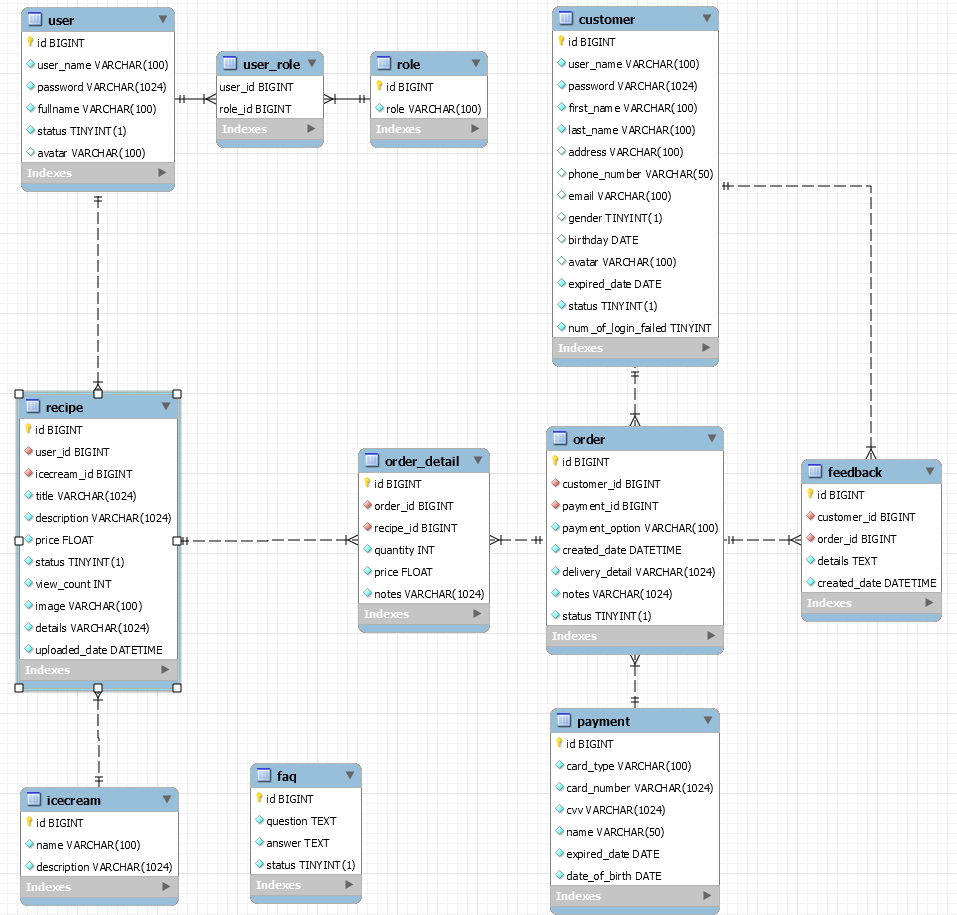 user
id BIGINT
user_name VARCHAR(100)
password VARCHAR(1024)
fullname VARCHAR(100)
status TINYINT(1)
avatar VARCHAR(100)
Indexes
user_role
user_id BIGINT
role_id BIGINT
Indexes
role
id BIGINT
role VARCHAR(100)
Indexes
customer
id BIGINT
user_name VARCHAR(100)
password VARCHAR(1024)
first_name VARCHAR(100)
last_name VARCHAR(100)
address VARCHAR(100)
phone_number VARCHAR(50)
email VARCHAR(100)
gender TINYINT(1)
birthday DATE
avatar VARCHAR(100)
expired_date DATE
status TINYINT(1)
num_of_login_failed TINYINT
Indexes
recipe
id BIGINT
user_id BIGINT
icecream_id BIGINT
title VARCHAR(1024)
description VARCHAR(1024)
price FLOAT
status TINYINT(1)
view_count INT
image VARCHAR(100)
details VARCHAR(1024)
uploaded_date DATETIME
Indexes
order_detail
id BIGINT
order_id BIGINT
recipe_id BIGINT
quantity INT
price FLOAT
notes VARCHAR(1024)
Indexes
order
id BIGINT
customer_id BIGINT
payment_id BIGINT
payment_option VARCHAR(100)
created_date DATETIME
delivery_detail VARCHAR(1024)
notes VARCHAR(1024)
status TINYINT(1)
Indexes
feedback
id BIGINT
customer_id BIGINT
order_id BIGINT
details TEXT
created_date DATETIME
Indexes
icecream
id BIGINT
name VARCHAR(100)
description VARCHAR(1024)
Indexes
faq
id BIGINT
question TEXT
answer TEXT
status TINYINT(1)
Indexes
payment
id BIGINT
card_type VARCHAR(100)
card_number VARCHAR(1024)
cvv VARCHAR(1024)
name VARCHAR(50)
expired_date DATE
date_of_birth DATE
Indexes